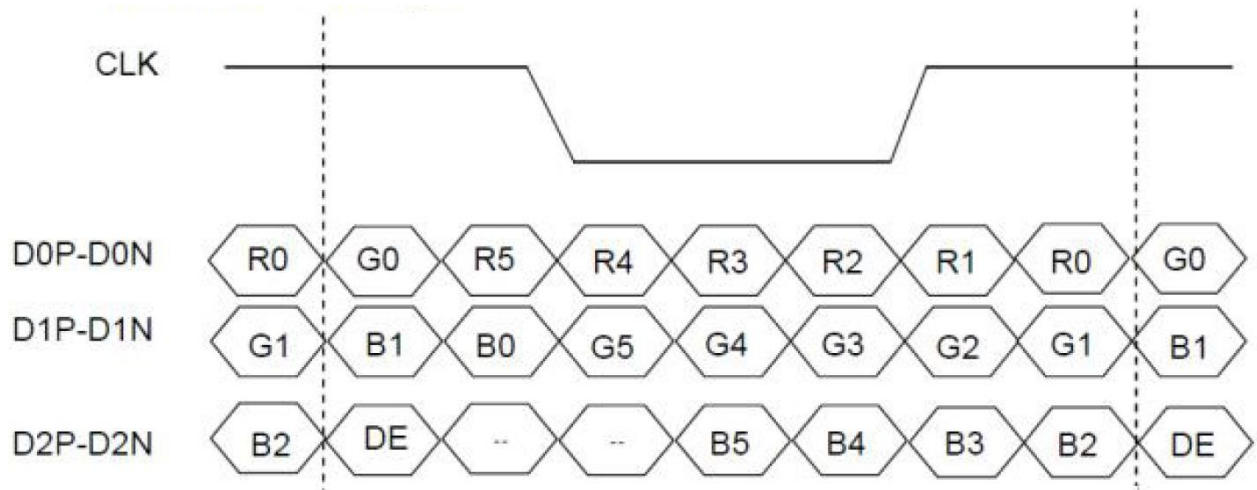 CLK
D0P-D0N R0 G0 R5 R4 R3 R2 R1 R0 G0
D1P-D1N G1 B1 B0 G5 G4 G3 G2 G1 B1
D2P-D2N B2 DE -- -- B5 B4 B3 B2 DE